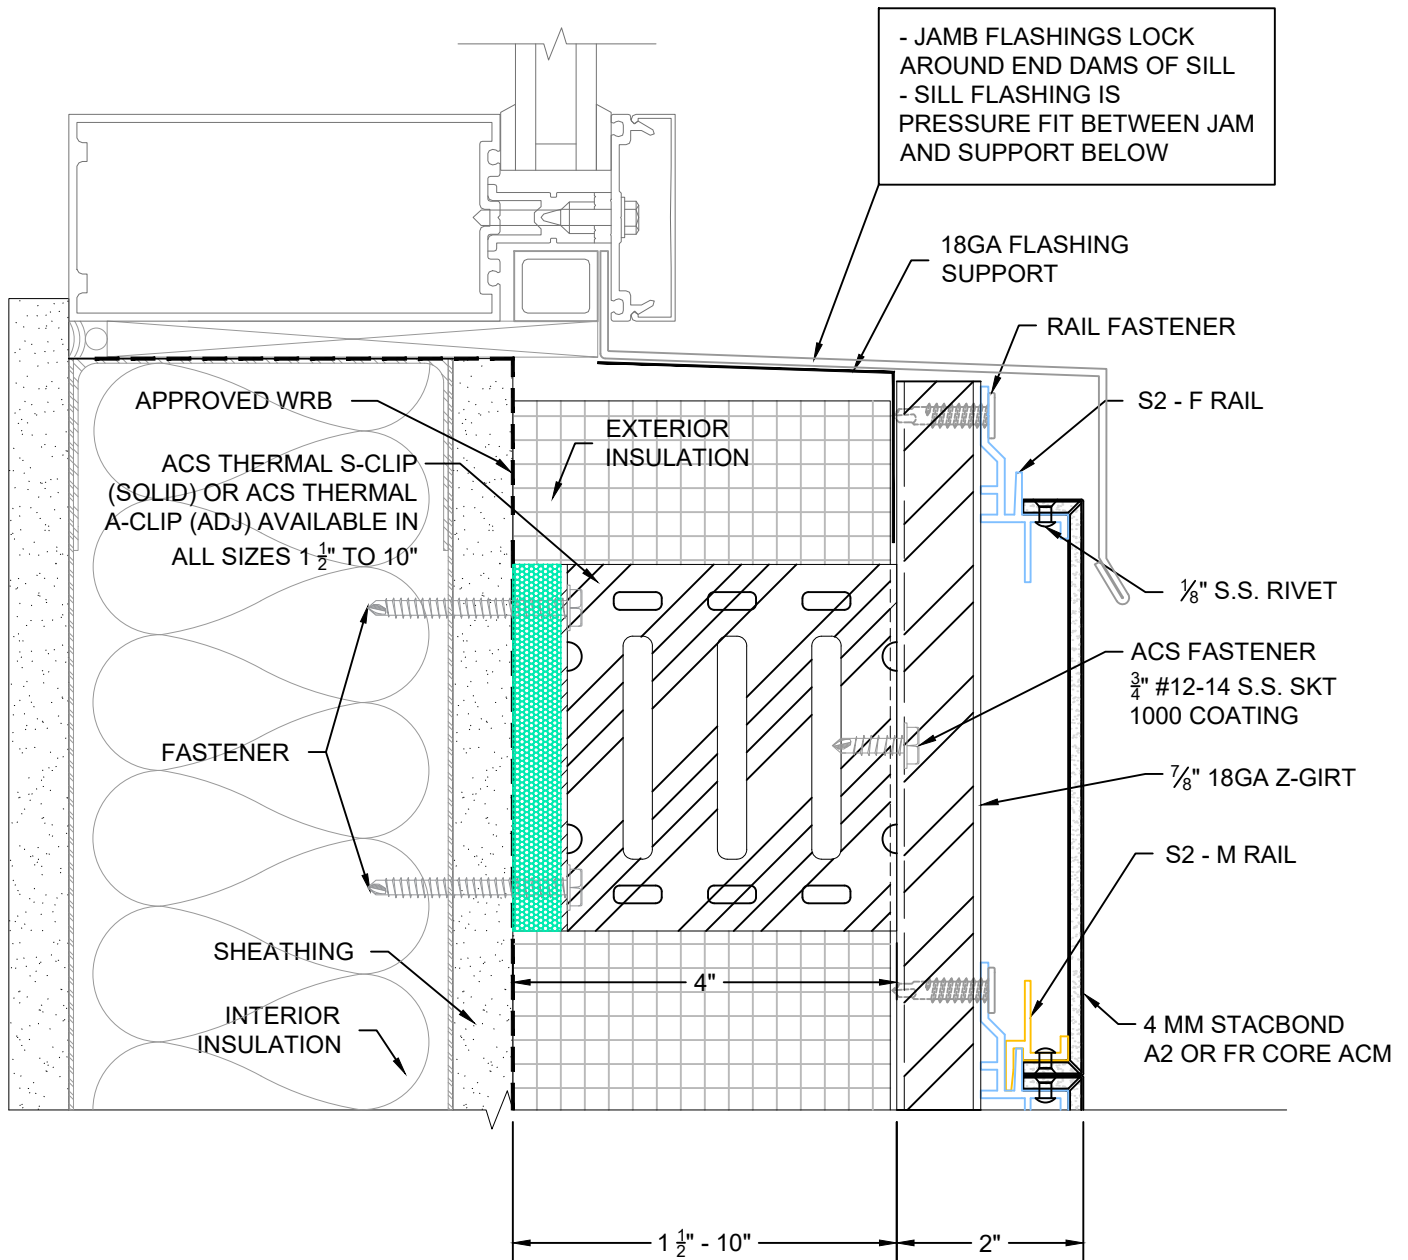 - JAMB FLASHINGS LOCK
AROUND END DAMS OF SILL
- SILL FLASHING IS
PRESSURE FIT BETWEEN JAM
AND SUPPORT BELOW
18GA FLASHING
SUPPORT
RAIL FASTENER
S2 - F RAIL
APPROVED WRB
EXTERIOR
INSULATION
ACS THERMAL S-CLIP
(SOLID) OR ACS THERMAL
A-CLIP (ADJ) AVAILABLE IN
ALL SIZES 1 1/2" TO 10"
1/8" S.S. RIVET
ACS FASTENER
3/4" #12-14 S.S. SKT
1000 COATING
FASTENER
7/8" 18GA Z-GIRT
S2 - M RAIL
SHEATHING
4"
INTERIOR
INSULATION
4 MM STACBOND
A2 OR FR CORE ACM
1 1/2" - 10"
2"